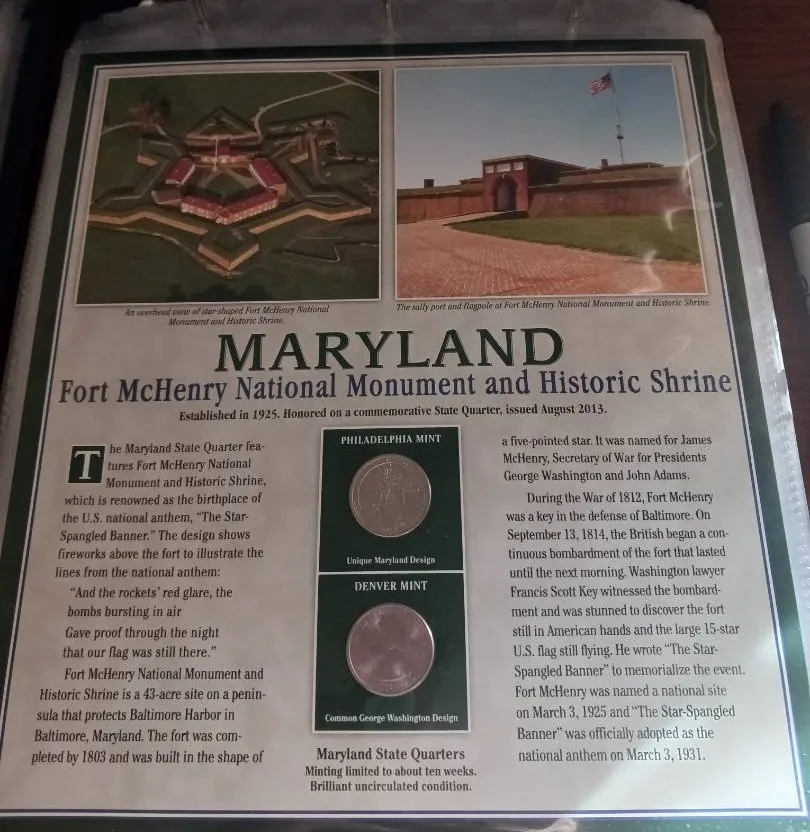 An overhead view of star-shaped Fort McHenry National
Monument and Historic Shrine.
The sally port and flagpole at Fort McHenry National Monument and Historic Shrine.
MARYLAND
Fort McHenry National Monument and Historic Shrine
Established in 1925. Honored on a commemorative State Quarter, issued August 2013.
The Maryland State Quarter fea-
tures Fort McHenry National
Monument and Historic Shrine,
which is renowned as the birthplace of
the U.S. national anthem, “The Star-
Spangled Banner.” The design shows
fireworks above the fort to illustrate the
lines from the national anthem:
“And the rockets’ red glare, the
bombs bursting in air
Gave proof through the night
that our flag was still there.”
Fort McHenry National Monument and
Historic Shrine is a 43-acre site on a penin-
sula that protects Baltimore Harbor in
Baltimore, Maryland. The fort was com-
pleted by 1803 and was built in the shape of
PHILADELPHIA MINT
Unique Maryland Design
DENVER MINT
Common George Washington Design
Maryland State Quarters
Minting limited to about ten weeks.
Brilliant uncirculated condition.
a five-pointed star. It was named for James
McHenry, Secretary of War for Presidents
George Washington and John Adams.
During the War of 1812, Fort McHenry
was a key in the defense of Baltimore. On
September 13, 1814, the British began a con-
tinuous bombardment of the fort that lasted
until the next morning. Washington lawyer
Francis Scott Key witnessed the bombard-
ment and was stunned to discover the fort
still in American hands and the large 15-star
U.S. flag still flying. He wrote “The Star-
Spangled Banner” to memorialize the event.
Fort McHenry was named a national site
on March 3, 1925 and “The Star-Spangled
Banner” was officially adopted as the
national anthem on March 3, 1931.